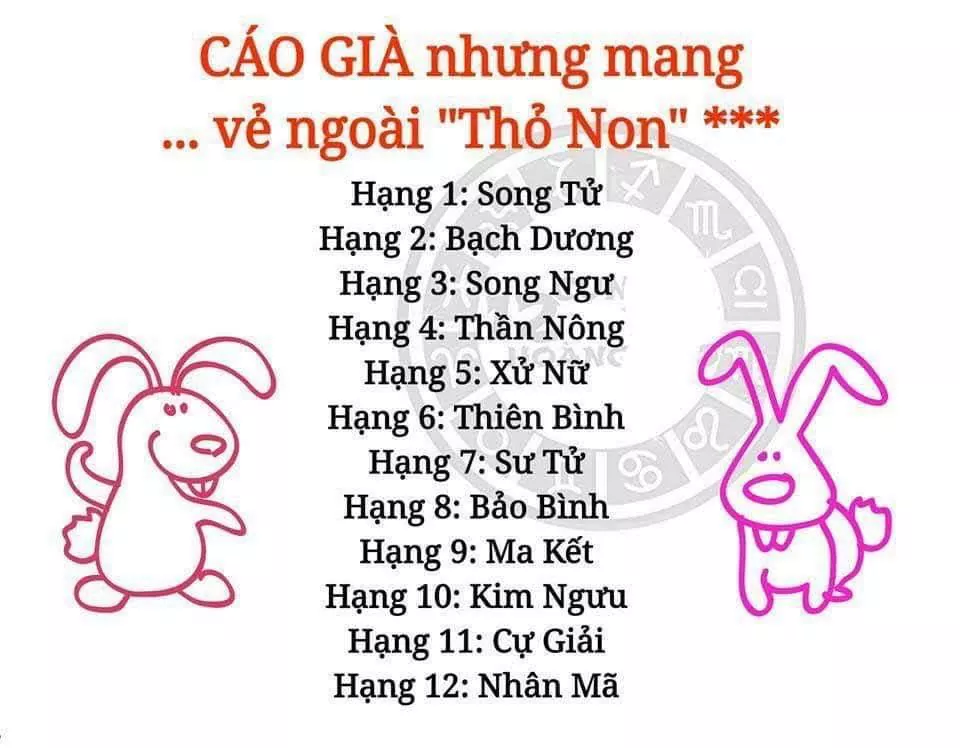 CÁO GIÀ nhưng mang
... vẻ ngoài "Thỏ Non" ***
Hạng 1: Song Tử
Hạng 2: Bạch Dương
Hạng 3: Song Ngư
Hạng 4: Thần Nông
Hạng 5: Xử Nữ
Hạng 6: Thiên Bình
Hạng 7: Sư Tử
Hạng 8: Bảo Bình
Hạng 9: Ma Kết
Hạng 10: Kim Ngưu
Hạng 11: Cự Giải
Hạng 12: Nhân Mã